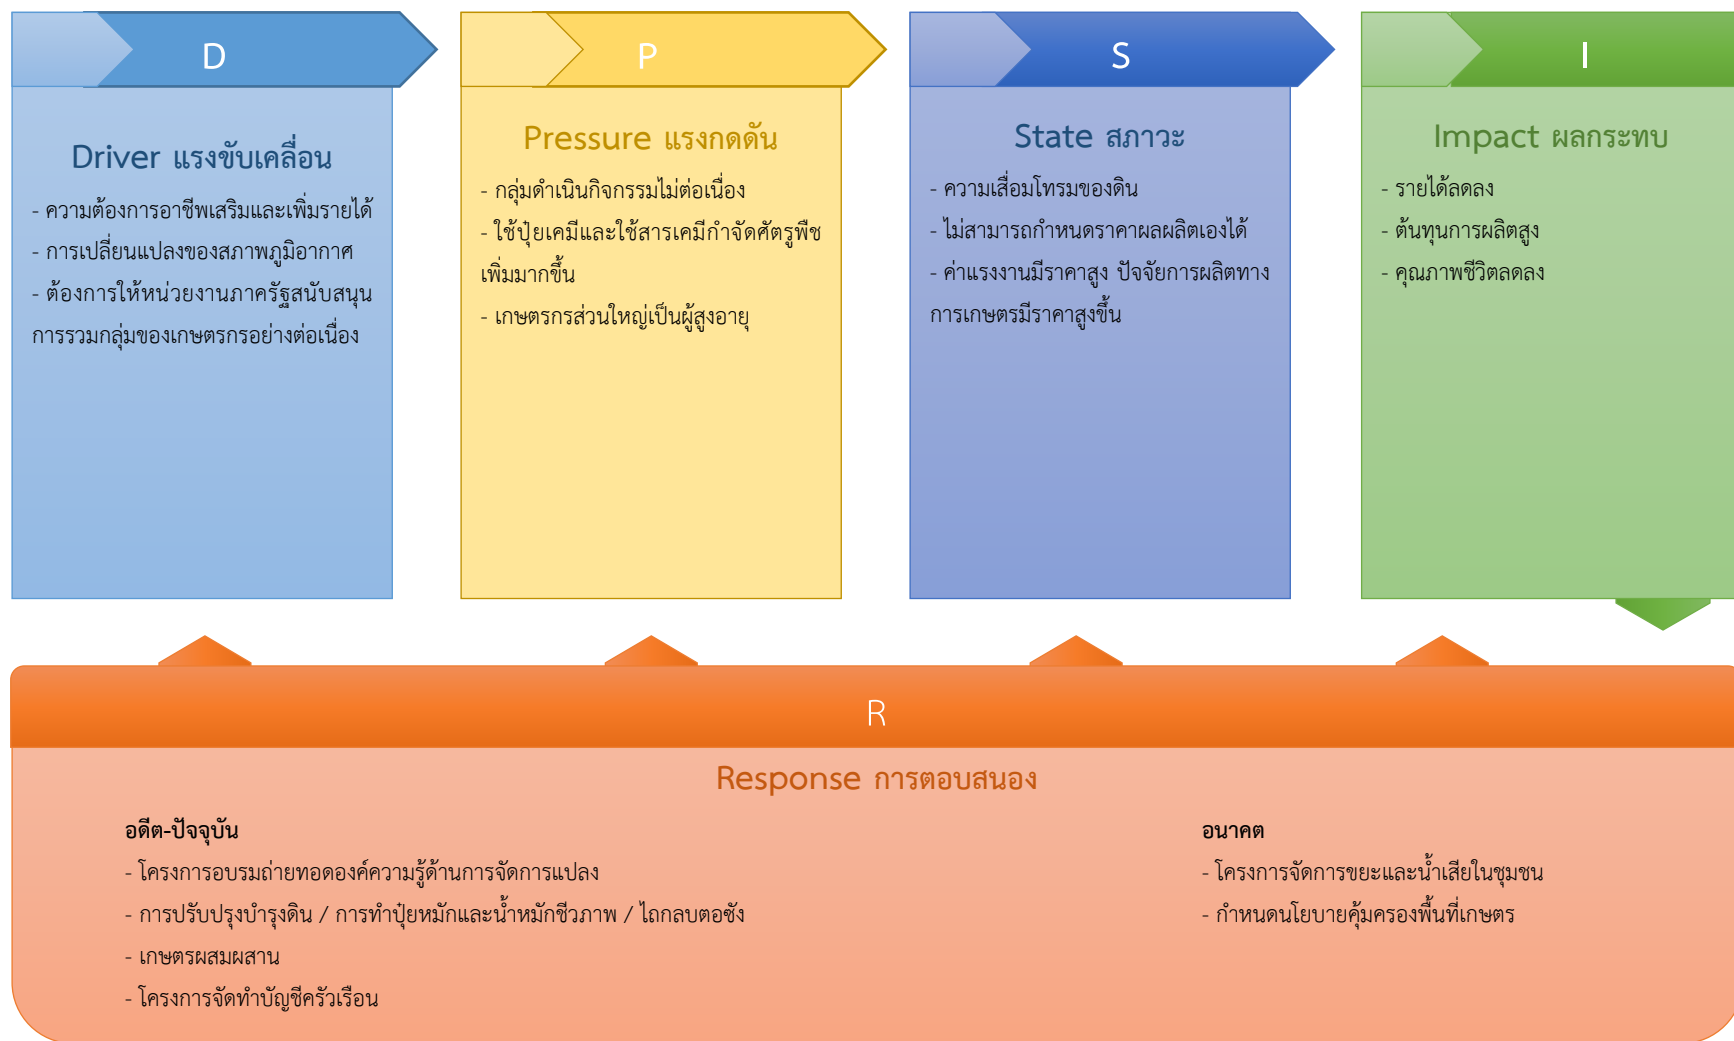 D
Driver แรงขับเคลื่อน
- ความต้องการอาชีพเสริมและเพิ่มรายได้
- การเปลี่ยนแปลงของสภาพภูมิอากาศ
- ต้องการให้หน่วยงานภาครัฐสนับสนุน
การรวมกลุ่มของเกษตรกรอย่างต่อเนื่อง
P
Pressure แรงกดดัน
- กลุ่มดำเนินกิจกรรมไม่ต่อเนื่อง
- ใช้ปุ๋ยเคมีและใช้สารเคมีกำจัดศัตรูพืช
เพิ่มมากขึ้น
- เกษตรกรส่วนใหญ่เป็นผู้สูงอายุ
S
State สภาวะ
- ความเสื่อมโทรมของดิน
- ไม่สามารถกำหนดราคาผลผลิตเองได้
- ค่าแรงงานมีราคาสูง ปัจจัยการผลิตทาง
การเกษตรมีราคาสูงขึ้น
I
Impact ผลกระทบ
- รายได้ลดลง
- ต้นทุนการผลิตสูง
- คุณภาพชีวิตลดลง
R
Response การตอบสนอง
อดีต-ปัจจุบัน
- โครงการอบรมถ่ายทอดองค์ความรู้ด้านการจัดการแปลง
- การปรับปรุงบำรุงดิน / การทำปุ๋ยหมักและน้ำหมักชีวภาพ / ไถกลบตอซัง
- เกษตรผสมผสาน
- โครงการจัดทำบัญชีครัวเรือน
อนาคต
- โครงการจัดการขยะและน้ำเสียในชุมชน
- กำหนดนโยบายคุ้มครองพื้นที่เกษตร